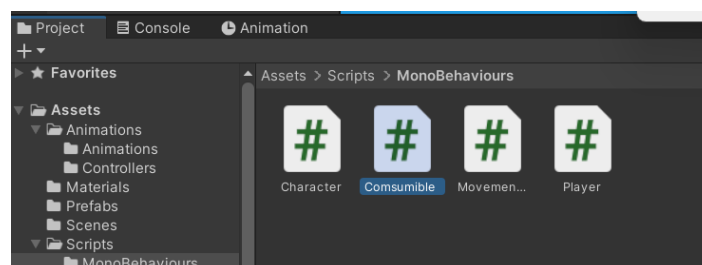 Project Console Animation
+
Favorites
Assets > Scripts > MonoBehaviours
Assets
Animations
Animations
Controllers
Materials
Prefabs
Scenes
Scripts
MonoBehaviours
# # # #
Character Comsumible Movemen... Player